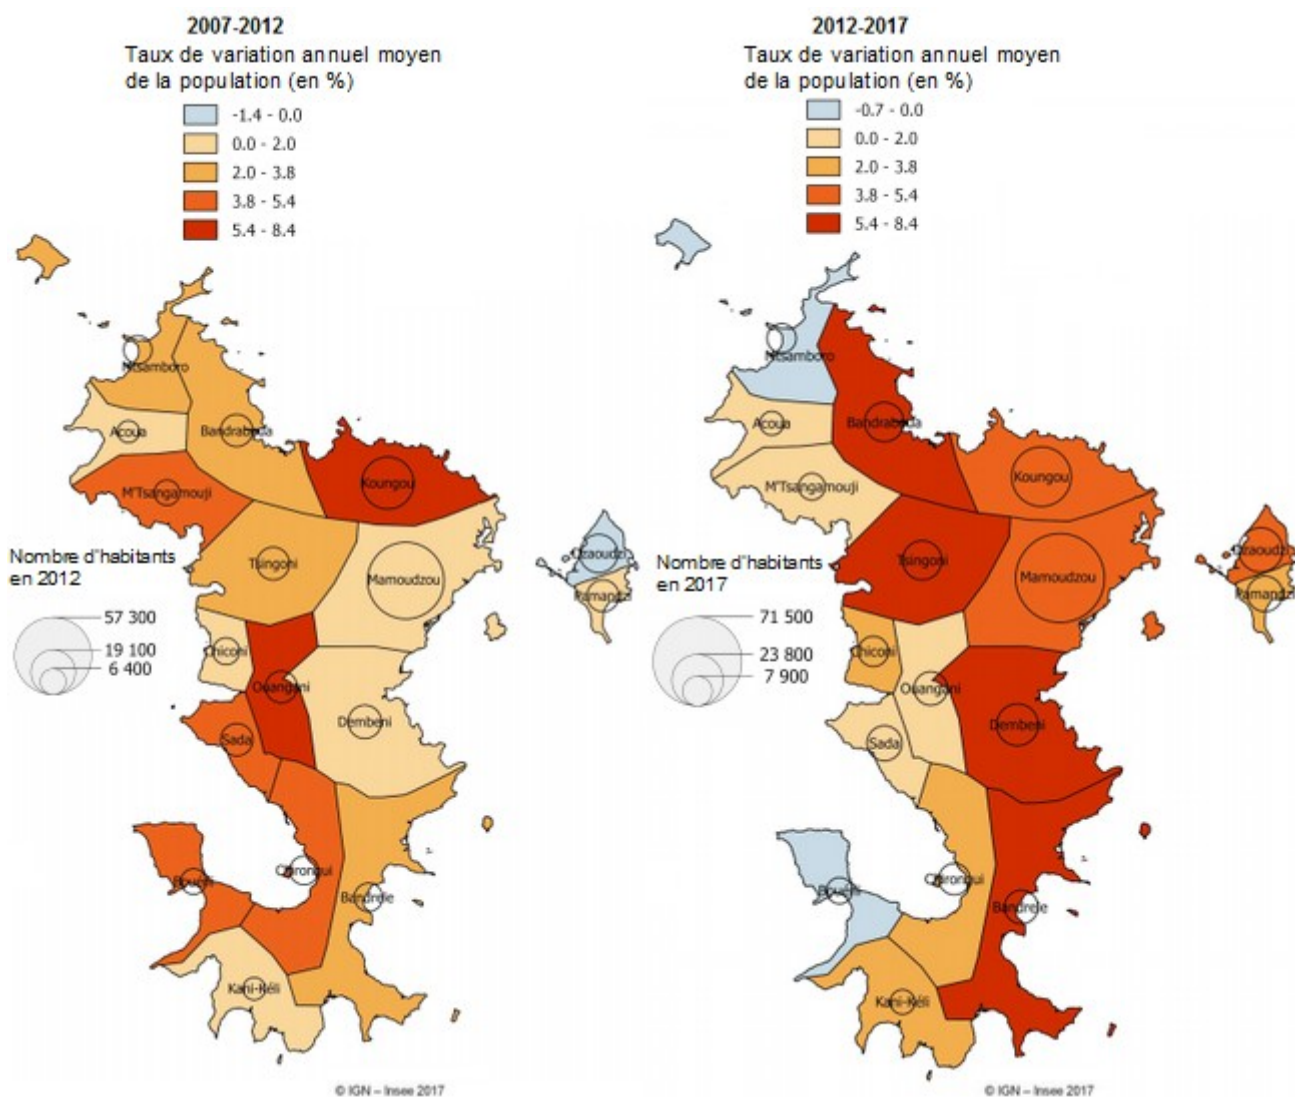 2007-2012
Taux de variation annuel moyen
de la population (en %)
-1.4 - 0.0
0.0 - 2.0
2.0 - 3.8
3.8 - 5.4
5.4 - 8.4
Mtsamboro
Acoua
Bandraboua
Koungou
M'Tsangamouji
Tsingoni
Mamoudzou
Dzaoudzi
Pamandzi
Nombre d'habitants
en 2012
57 300
19 100
6 400
Chiconi
Ouangani
Dembeni
Sada
Bouéni
Chirongui
Bandrele
Kani-Kéli
© IGN – Insee 2017
2012-2017
Taux de variation annuel moyen
de la population (en %)
-0.7 - 0.0
0.0 - 2.0
2.0 - 3.8
3.8 - 5.4
5.4 - 8.4
Mtsamboro
Acoua
Bandraboua
Koungou
M'Tsangamouji
Tsingoni
Mamoudzou
Dzaoudzi
Pamandzi
Nombre d'habitants
en 2017
71 500
23 800
7 900
Chiconi
Ouangani
Dembeni
Sada
Bouéni
Chirongui
Bandrele
Kani-Kéli
© IGN – Insee 2017